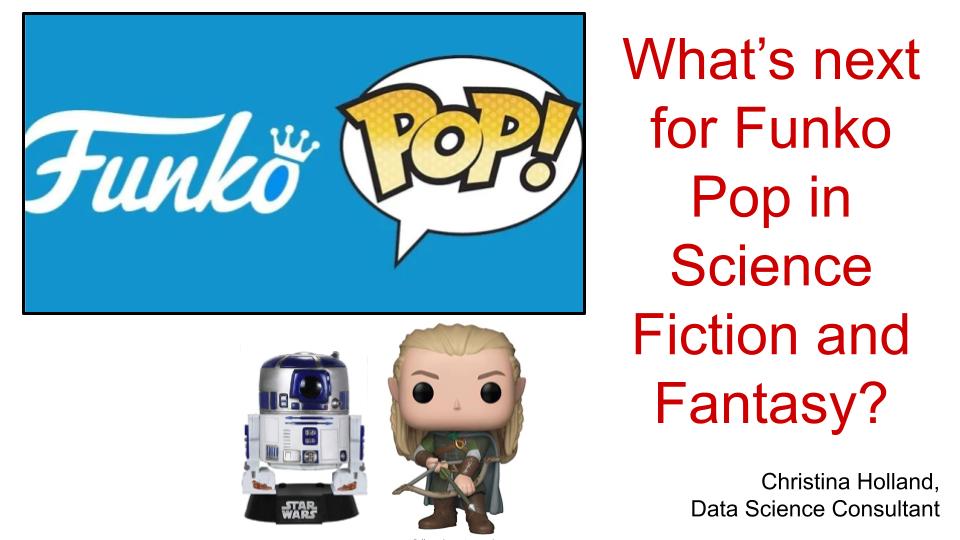 Funko
POP!
What's next
for Funko
Pop in
Science
Fiction and
Fantasy?
STAR
WARS
Christina Holland,
Data Science Consultant